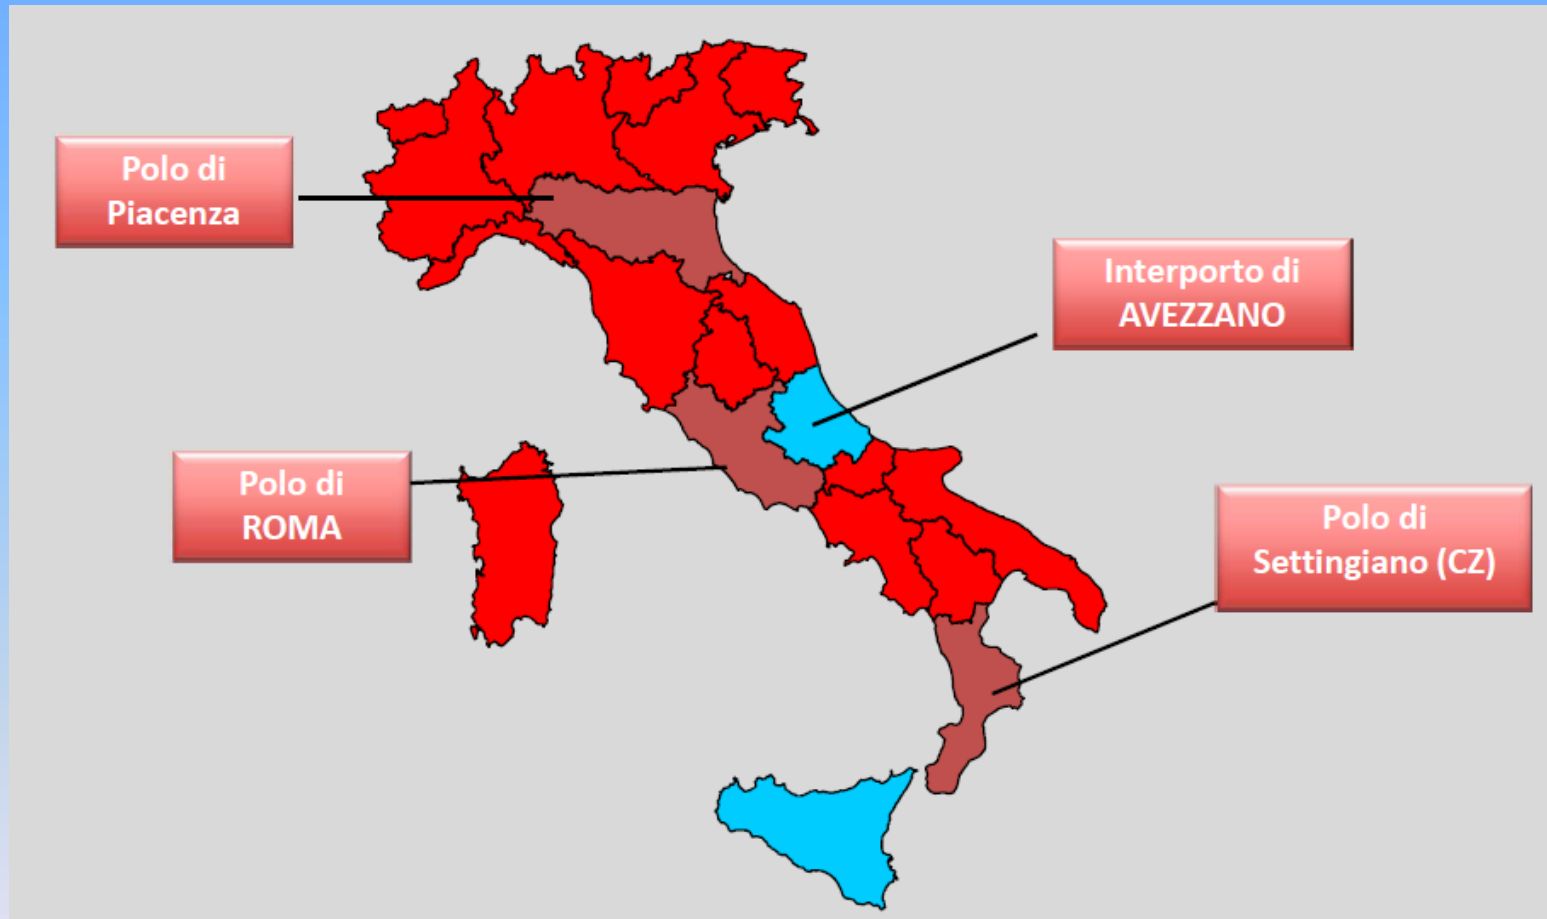 Polo di
Piacenza
Interporto di
AVEZZANO
Polo di
ROMA
Polo di
Settingiano (CZ)